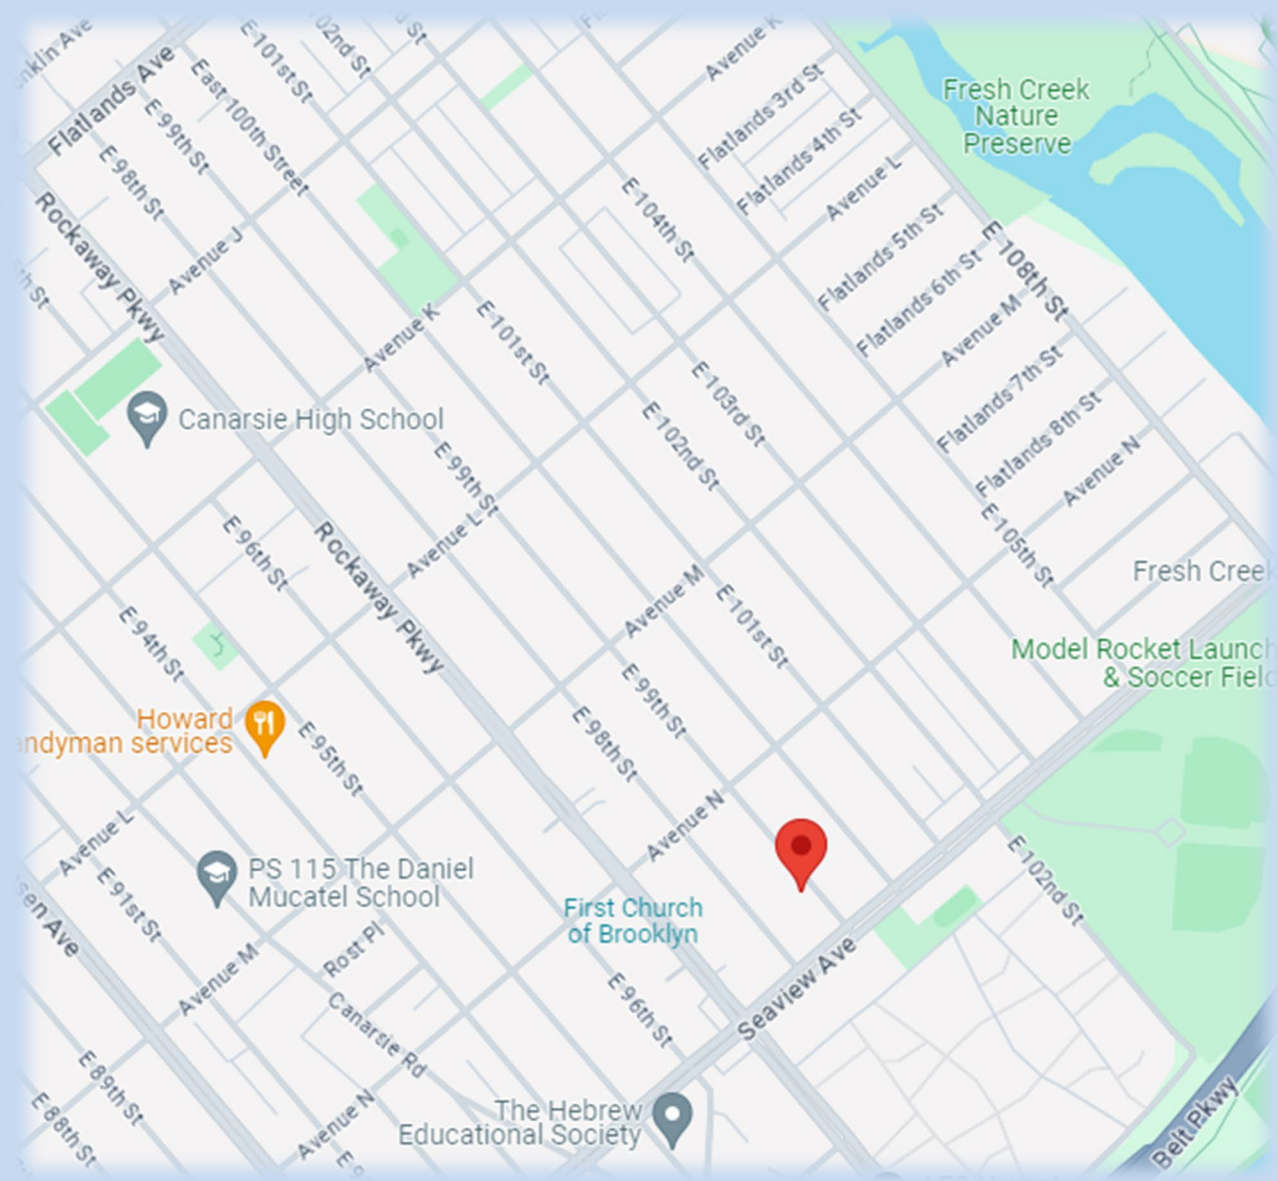 Flatlands Ave
E 101st St
Avenue K
Flatlands 3rd St
Fresh Creek
Nature
Preserve
East 100th Street
E 99th St
E 98th St
Flatlands 4th St
Avenue L
E 104th St
Flatlands 5th St
Rockaway Pkwy
Avenue J
E 108th St
Flatlands 6th St
Avenue M
Avenue K
E 101st St
Flatlands 7th St
E 103rd St
Flatlands 8th St
Canarsie High School
E 102nd St
Avenue N
E 99th St
E 96th St
Avenue L
Rockaway Pkwy
E 105th St
Avenue M
E 101st St
E 94th St
Model Rocket Launch
& Soccer Field
E 99th St
Howard
andyman services
E 98th St
E 95th St
Avenue N
Avenue L
PS 115 The Daniel
Mucatel School
E 91st St
First Church
of Brooklyn
E 102nd St
Rost Pl
Avenue M
Seaview Ave
E 96th St
Canarsie Rd
E 89th St
E 88th St
Avenue N
The Hebrew
Educational Society
Belt Pkwy